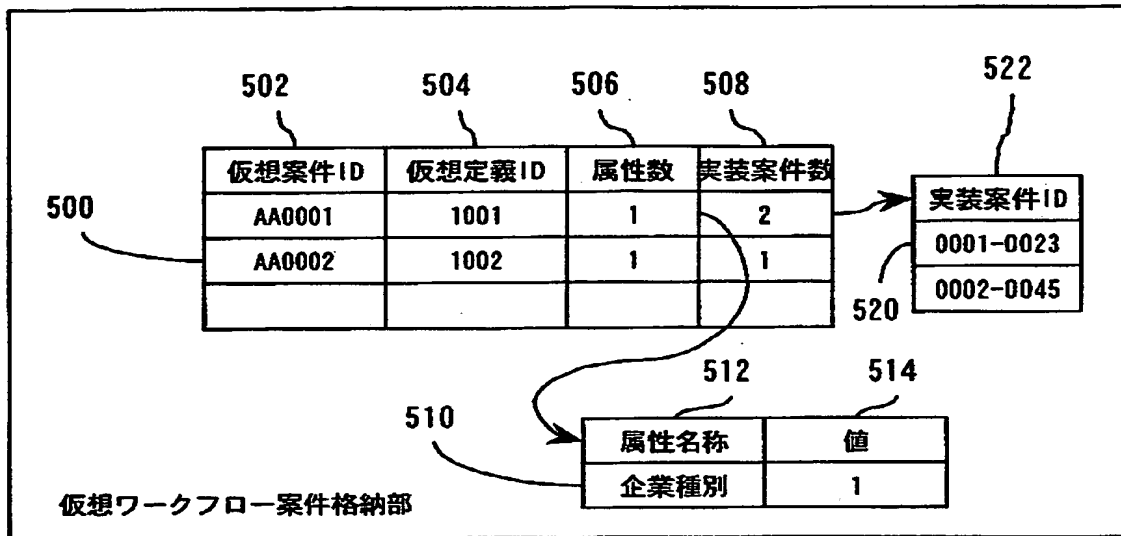 502 504 506 508 522
仮想案件ID 仮想定義ID 属性数 実装案件数
実装案件ID
500
AA0001 1001 1 2
0001-0023
AA0002 1002 1 1
0002-0045
520
512 514
510
属性名称 値
企業種別 1
仮想ワークフロー案件格納部